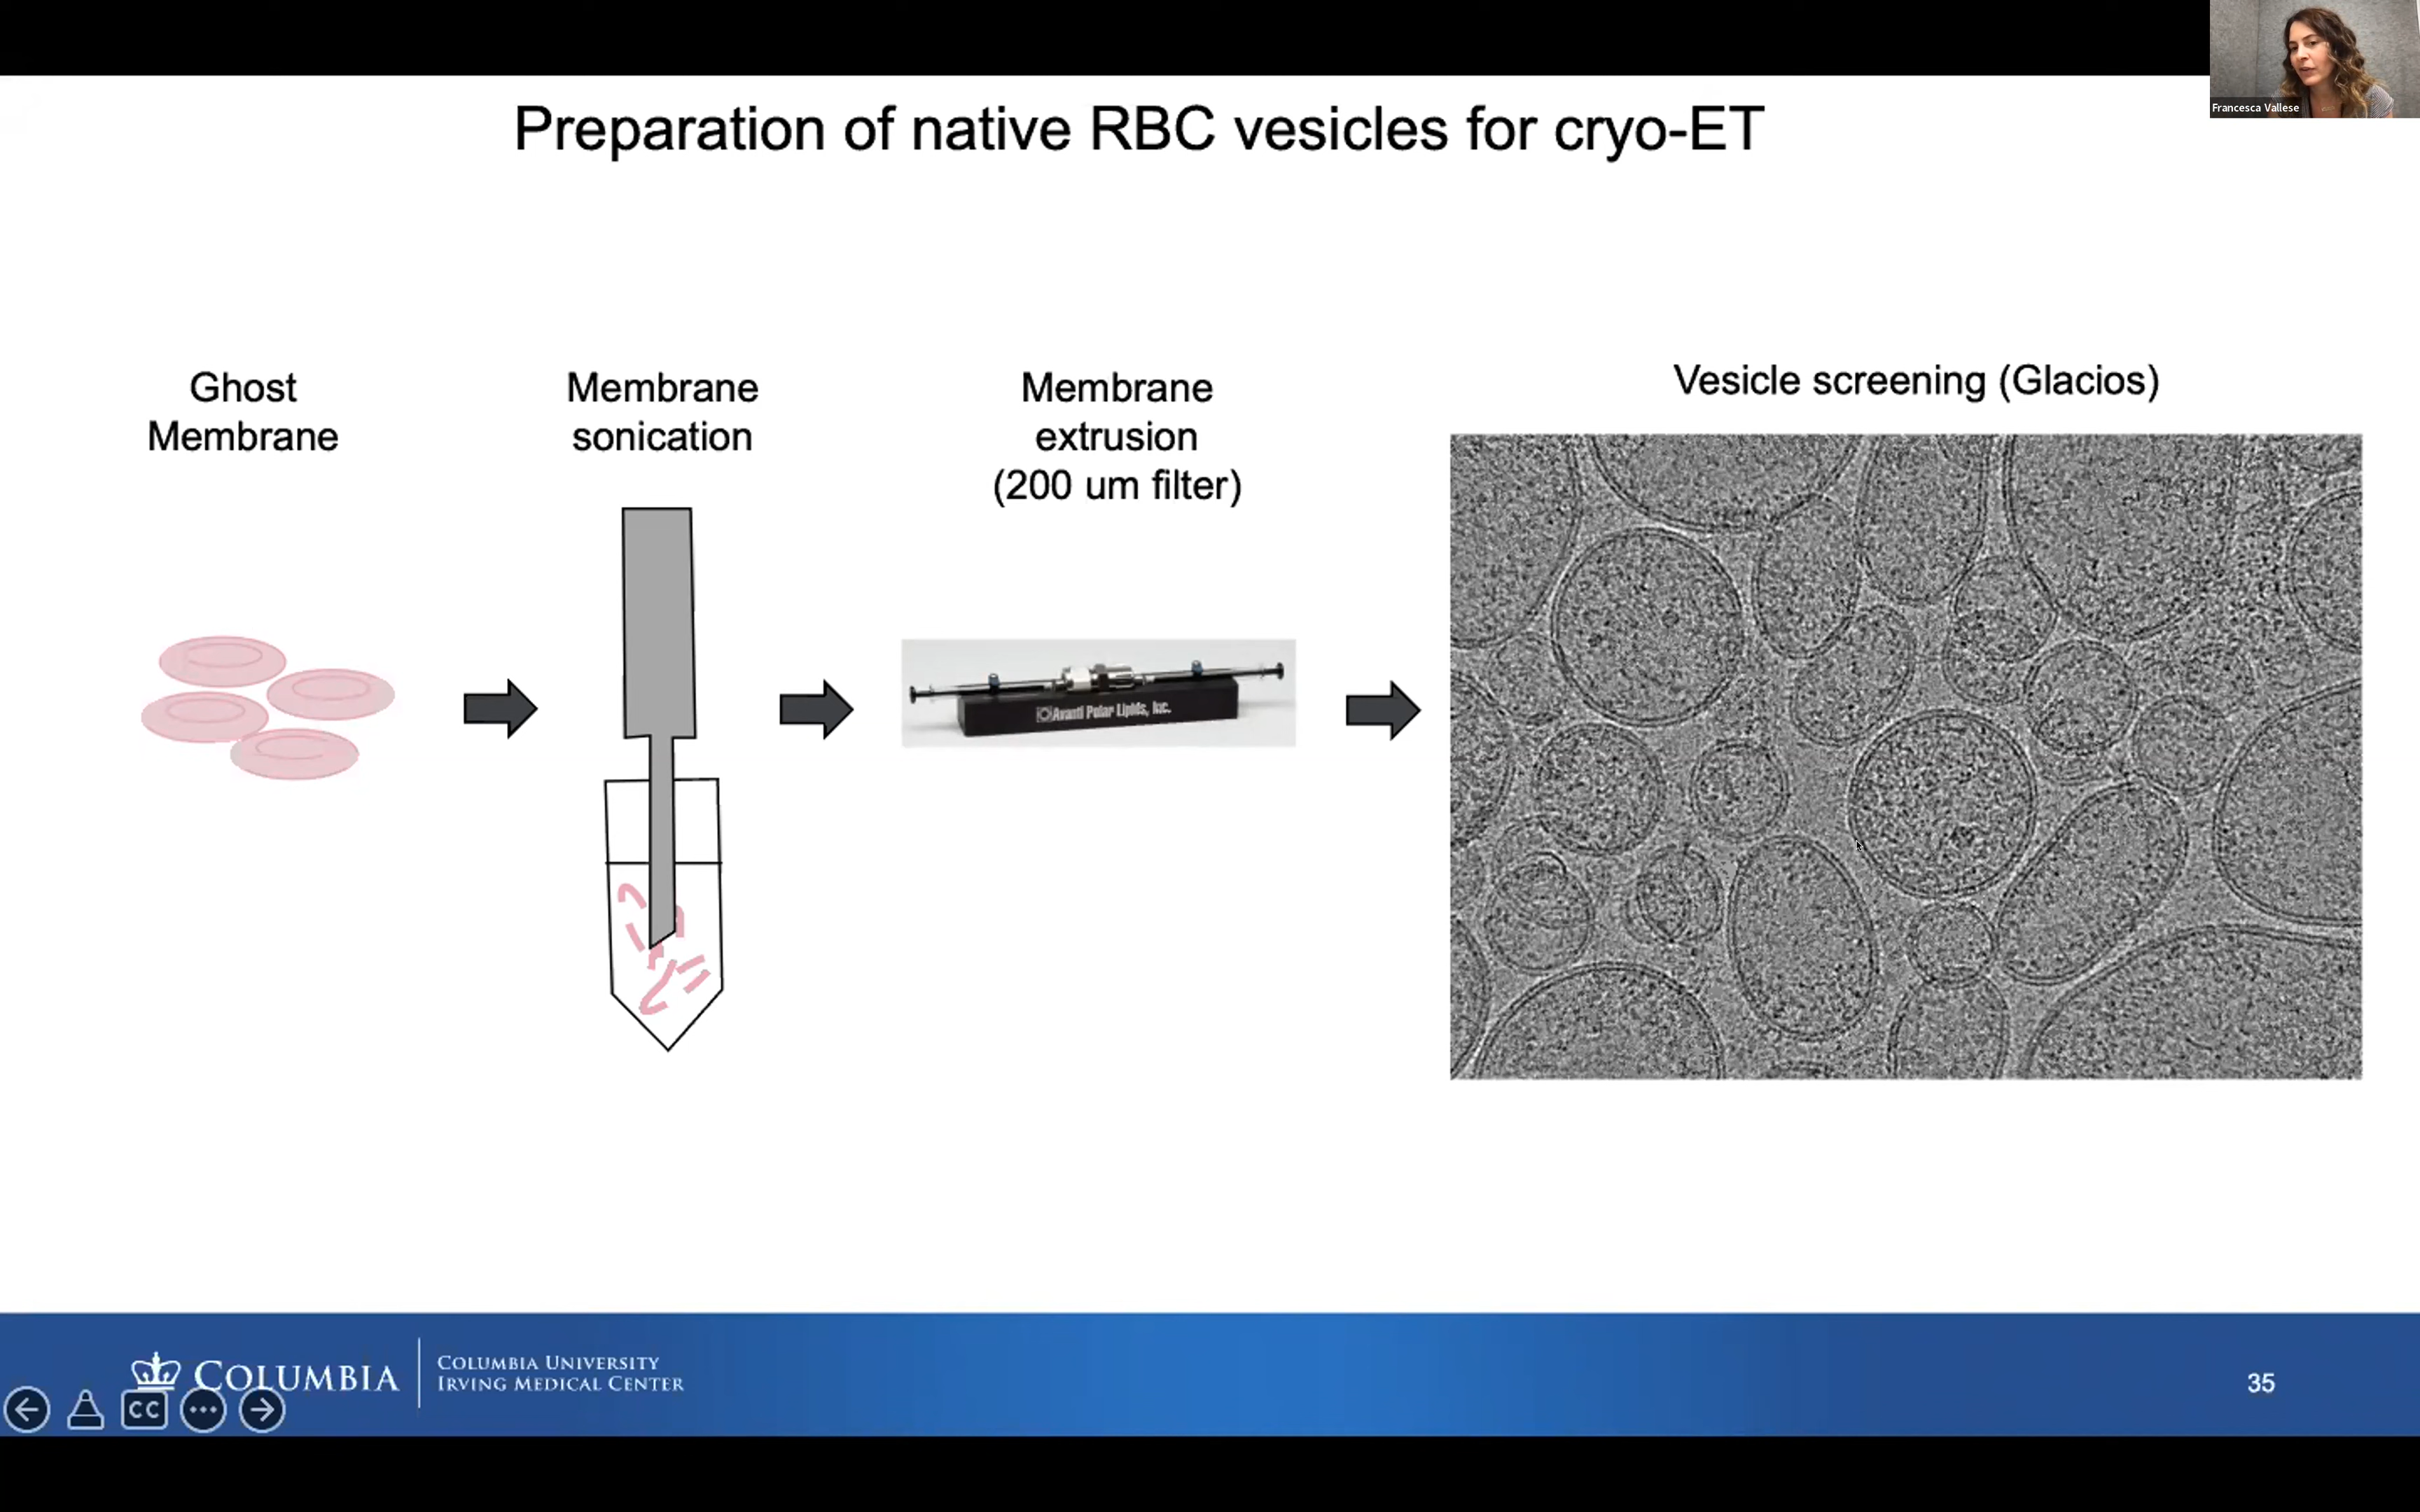 Francesca Vallese
Preparation of native RBC vesicles for cryo-ET
Ghost
Membrane
Membrane
sonication
Membrane
extrusion
(200 um filter)
Vesicle screening (Glacios)
Avanti Polar Lipids, Inc.
COLUMBIA
COLUMBIA UNIVERSITY
IRVING MEDICAL CENTER
CC
35